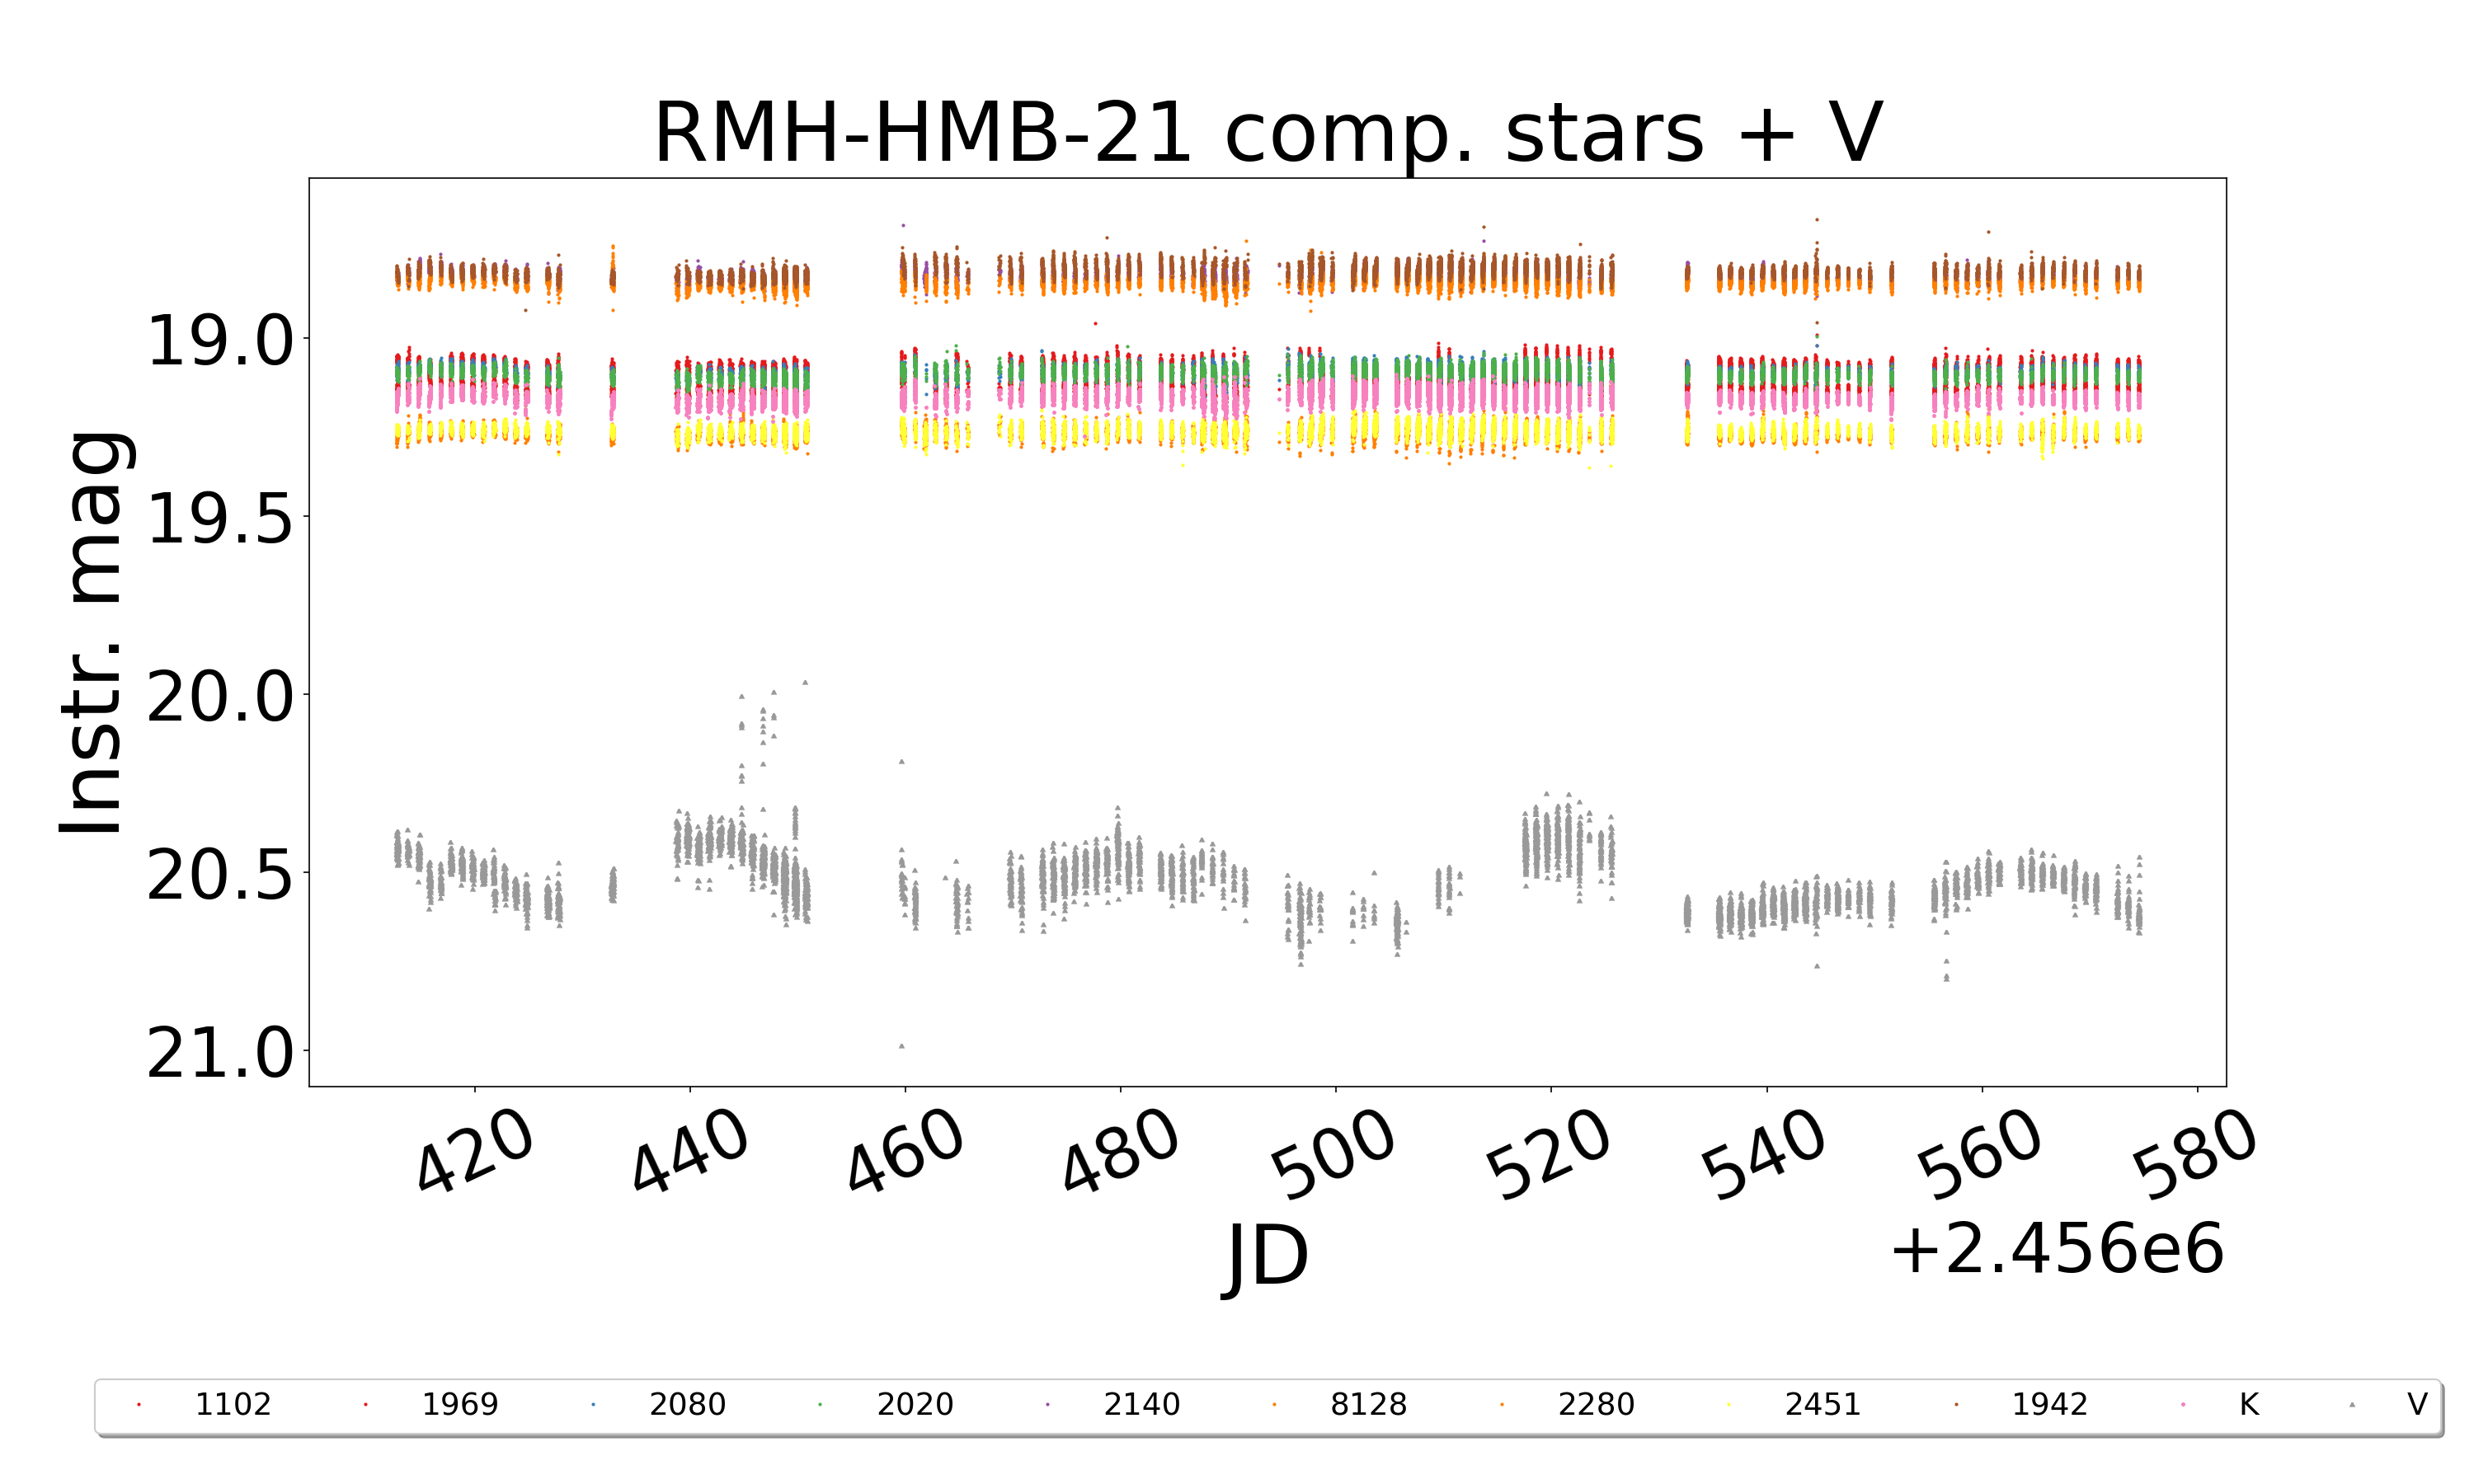 RMH-HMB-21 comp. stars + V
Instr. mag
19.0
19.5
20.0
20.5
21.0
420 440 460 480 500 520 540 560 580
JD
+2.456e6
1102 1969 2080 2020 2140 8128 2280 2451 1942 K V